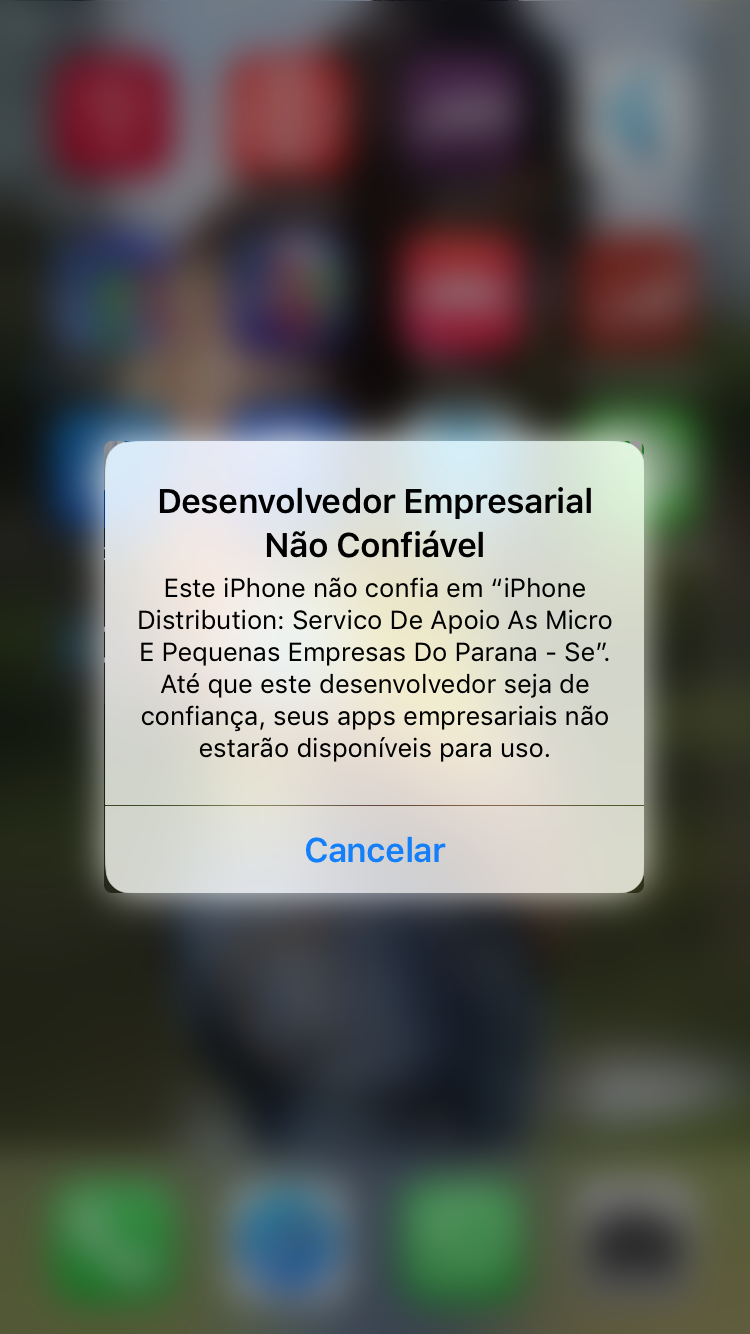 Desenvolvedor Empresarial
Não Confiável
Este iPhone não confia em “iPhone
Distribution: Servico De Apoio As Micro
E Pequenas Empresas Do Parana - Se”.
Até que este desenvolvedor seja de
confiança, seus apps empresariais não
estarão disponíveis para uso.
Cancelar